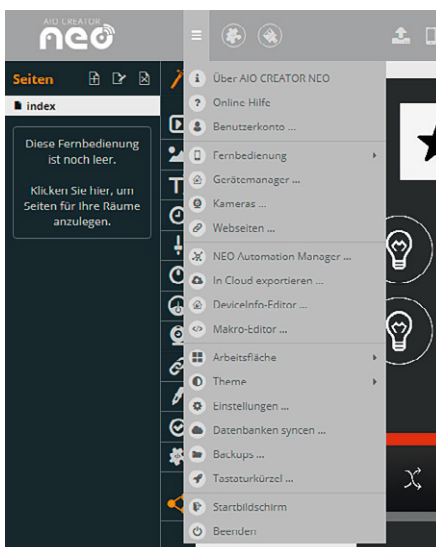 AIO CREATOR
neo
Seiten
index
Diese Fernbedienung
ist noch leer.
Klicken Sie hier, um
Seiten für Ihre Räume
anzulegen.
Über AIO CREATOR NEO
Online Hilfe
Benutzerkonto ...
Fernbedienung
Gerätemanager ...
Kameras ...
Webseiten ...
NEO Automation Manager ...
In Cloud exportieren ...
DeviceInfo-Editor ...
Makro-Editor ...
Arbeitsfläche
Theme
Einstellungen ...
Datenbanken syncen ...
Backups ...
Tastaturkürzel ...
Startbildschirm
Beenden